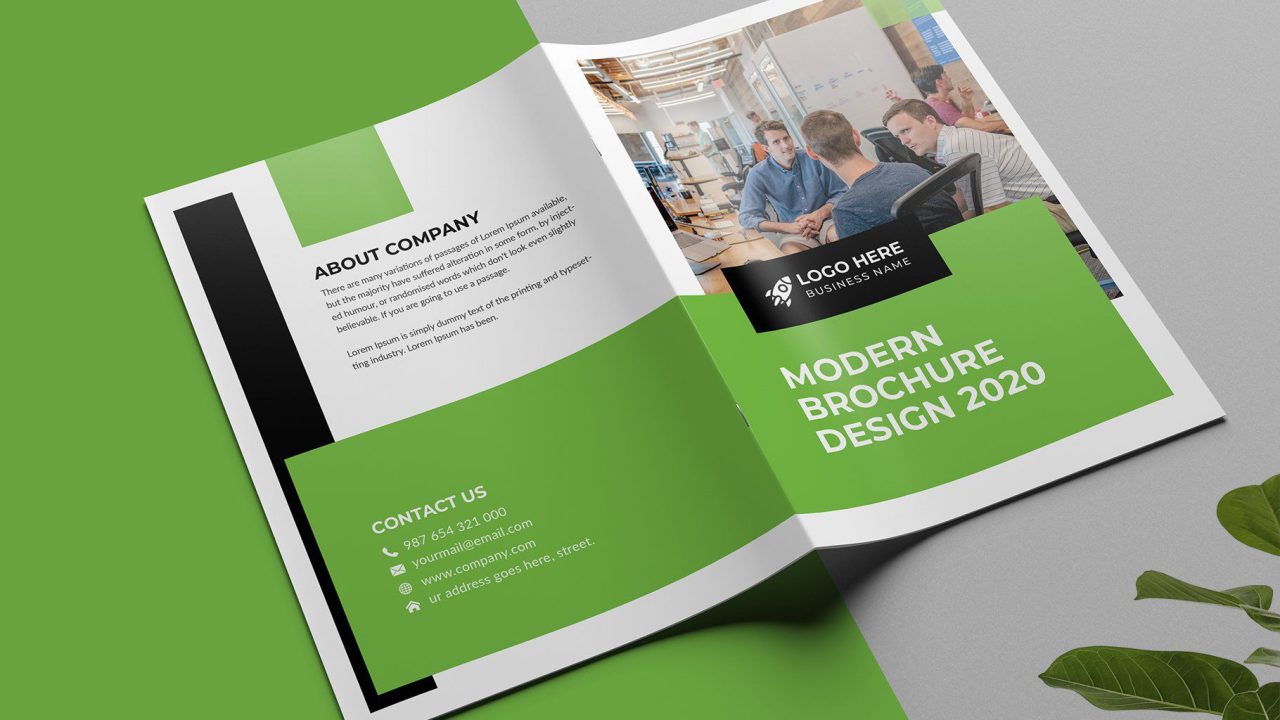 ABOUT COMPANY
There are many variations of passages of Lorem Ipsum available,
but the majority have suffered alteration in some form, by inject-
ed humour, or randomised words which don't look even slightly
believable. If you are going to use a passage.
Lorem Ipsum is simply dummy text of the printing and typeset-
ting industry. Lorem Ipsum has been.
CONTACT US
987 654 321 000
yourmail@email.com
www.company.com
ur address goes here, street.
LOGO HERE
BUSINESS NAME
MODERN
BROCHURE
DESIGN 2020